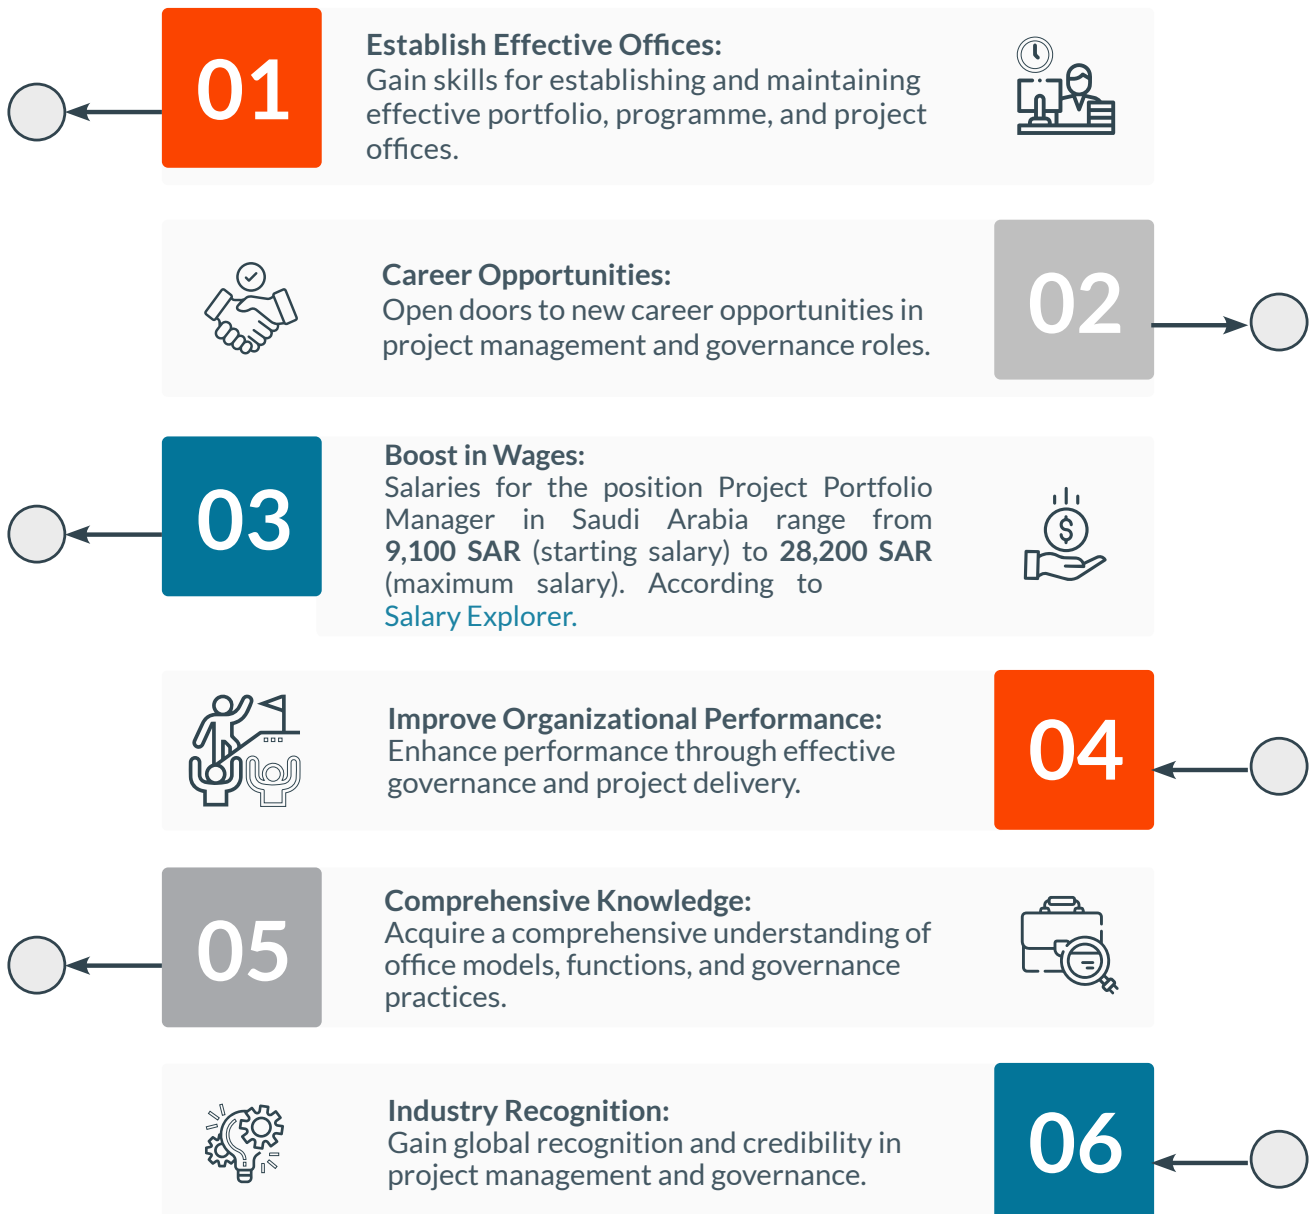 01
Establish Effective Offices:
Gain skills for establishing and maintaining
effective portfolio, programme, and project
offices.
Career Opportunities:
Open doors to new career opportunities in
project management and governance roles.
02
03
Boost in Wages:
Salaries for the position Project Portfolio
Manager in Saudi Arabia range from
9,100 SAR (starting salary) to 28,200 SAR
(maximum salary). According to
Salary Explorer.
Improve Organizational Performance:
Enhance performance through effective
governance and project delivery.
04
05
Comprehensive Knowledge:
Acquire a comprehensive understanding of
office models, functions, and governance
practices.
Industry Recognition:
Gain global recognition and credibility in
project management and governance.
06